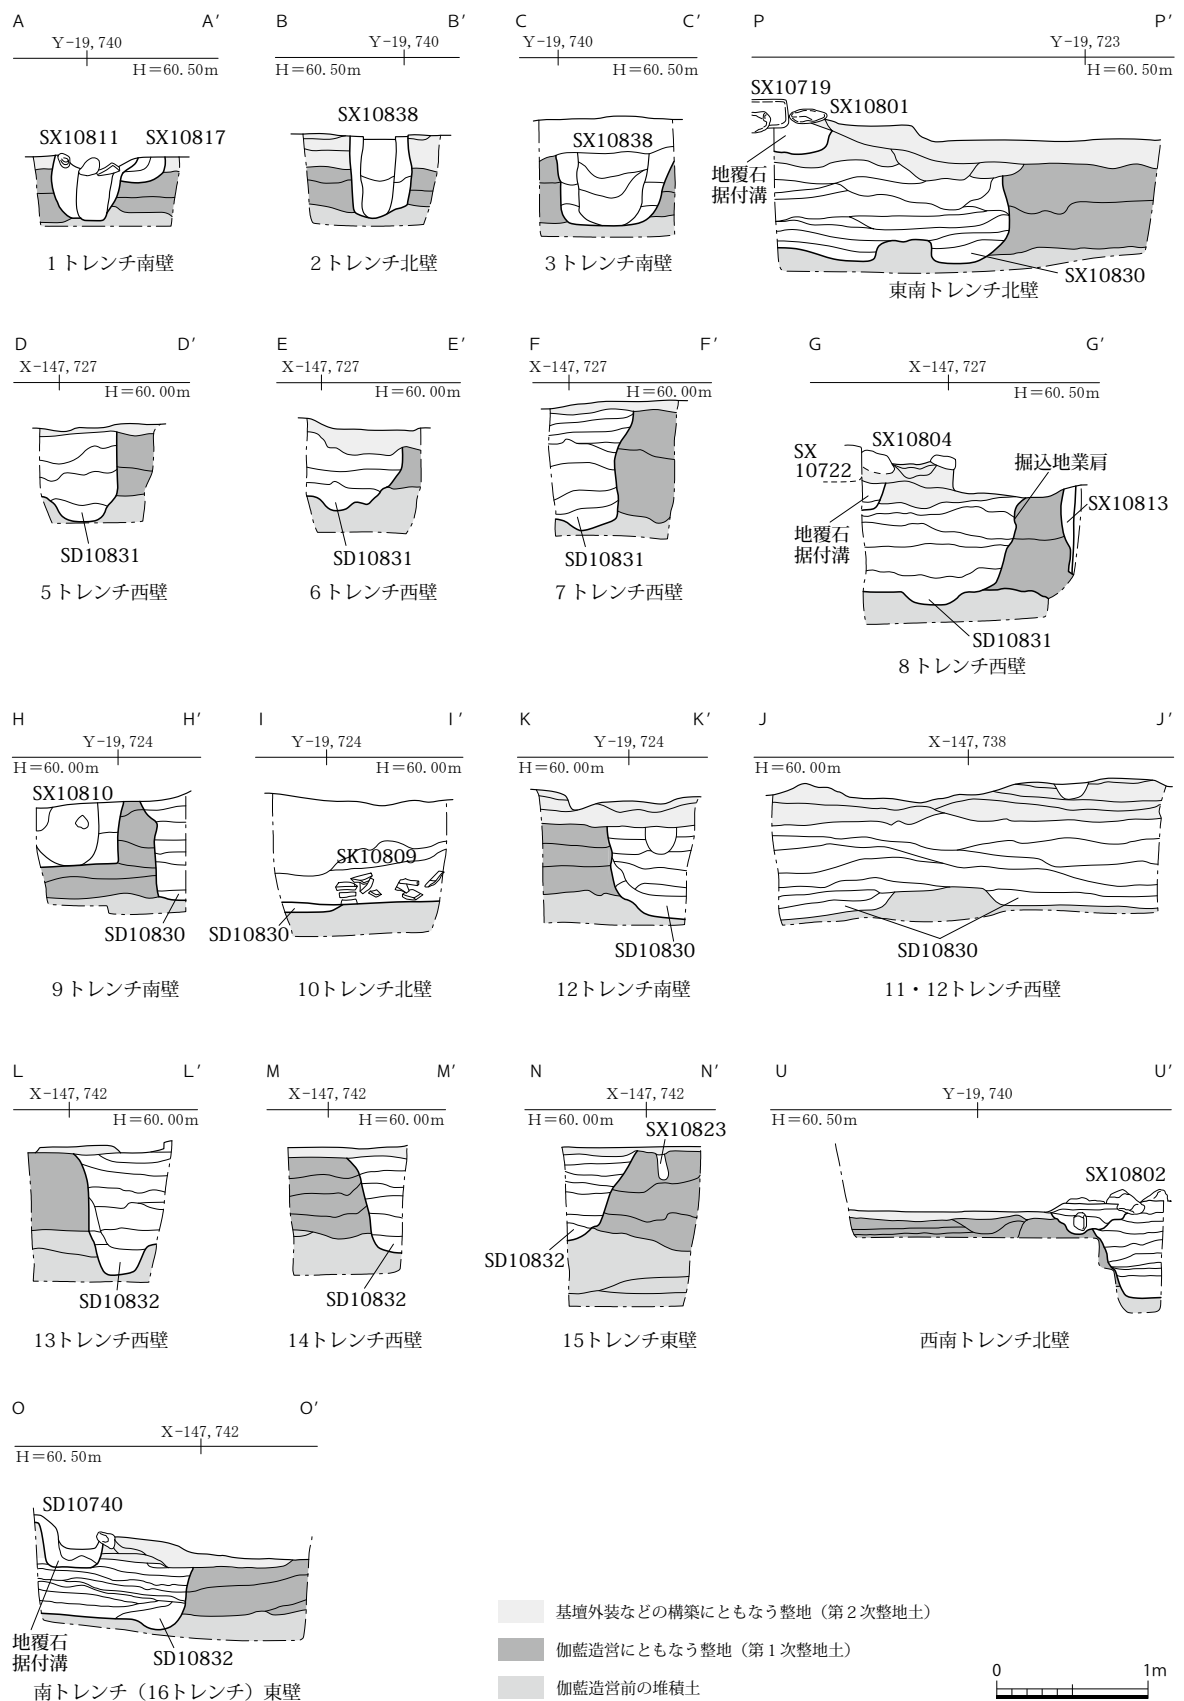 A A′ B B′ C C′ P P′
Y-19, 740 Y-19, 740 Y-19, 740 Y-19, 723
H=60. 50m H=60. 50m H=60. 50m H=60. 50m
SX10719
SX10801
SX10838
SX10811 SX10817 SX10838
地覆石
据付溝
SX10830
1トレンチ南壁 2トレンチ北壁 3トレンチ南壁 東南トレンチ北壁
D D′ E E′ F F′ G G′
X-147, 727 X-147, 727 X-147, 727 X-147, 727
H=60. 00m H=60. 00m H=60. 00m H=60. 50m
SX
10722
SX10804
掘込地業肩
SX10813
地覆石
据付溝
SD10831 SD10831 SD10831
SD10831
5トレンチ西壁 6トレンチ西壁 7トレンチ西壁
8トレンチ西壁
H H′ I I′ K K′ J J′
Y-19, 724 Y-19, 724 Y-19, 724 X-147, 738
H=60. 00m H=60. 00m H=60. 00m H=60. 00m
SX10810
SK10809
SD10830 SD10830 SD10830 SD10830
9トレンチ南壁 10トレンチ北壁 12トレンチ南壁 11・12トレンチ西壁
L L′ M M′ N N′ U U′
X-147, 742 X-147, 742 X-147, 742 Y-19, 740
H=60. 00m H=60. 00m H=60. 00m H=60. 50m
SX10823
SX10802
SD10832
SD10832 SD10832
13トレンチ西壁 14トレンチ西壁 15トレンチ東壁 西南トレンチ北壁
O O′
X-147, 742
H=60. 50m
SD10740
地覆石
据付溝
SD10832
南トレンチ（16トレンチ）東壁
基壇外装などの構築にともなう整地（第2次整地土）
伽藍造営にともなう整地（第1次整地土）
伽藍造営前の堆積土
0 1m